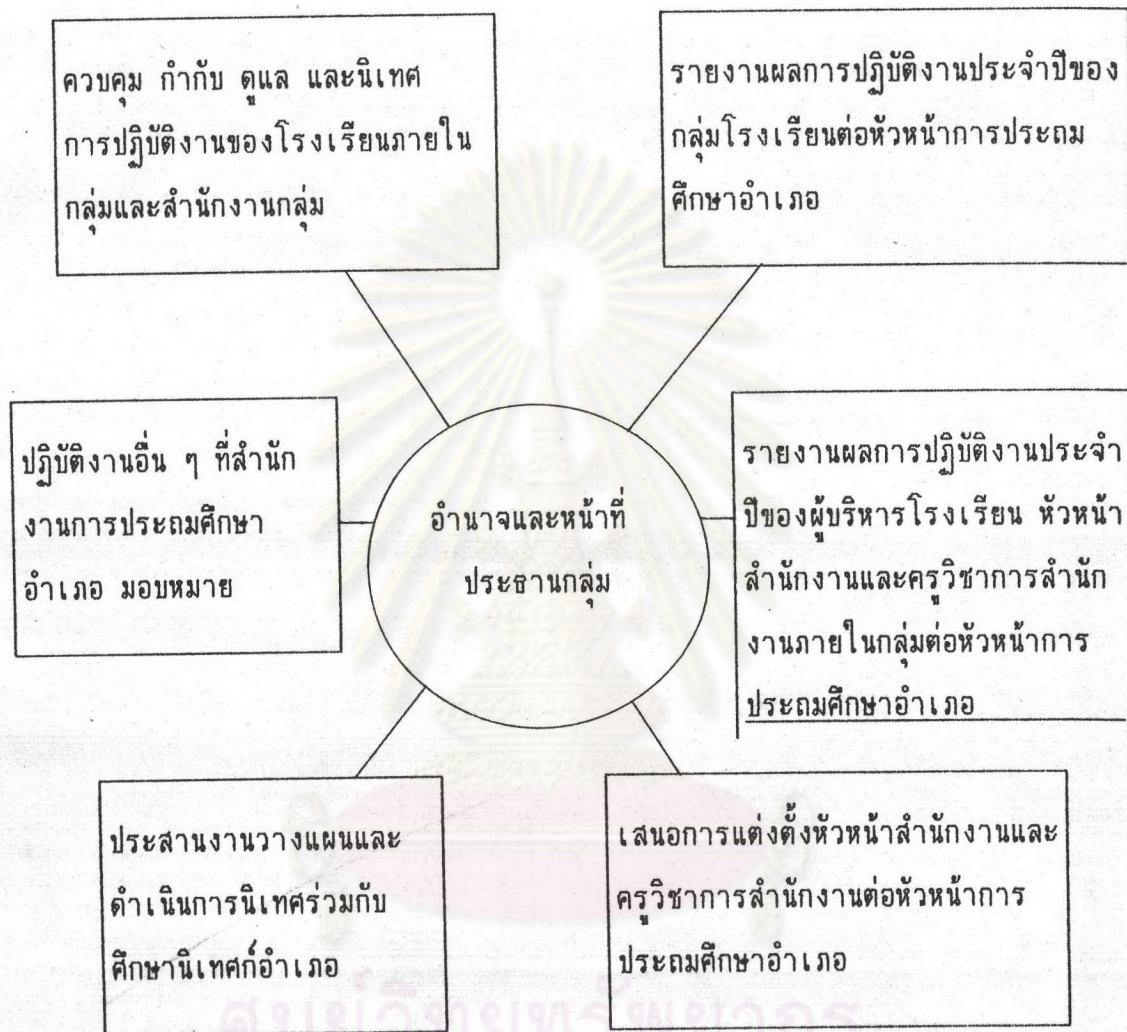 ควบคุม กำกับ ดูแล และนิเทศ
การปฏิบัติงานของโรงเรียนภายใน
กลุ่มและสำนักงานกลุ่ม
รายงานผลการปฏิบัติงานประจำปีของ
กลุ่มโรงเรียนต่อหัวหน้าการประถม
ศึกษาอำเภอ
ปฏิบัติงานอื่น ๆ ที่สำนัก
งานการประถมศึกษา
อำเภอ มอบหมาย
อำนาจและหน้าที่
ประธานกลุ่ม
รายงานผลการปฏิบัติงานประจำ
ปีของผู้บริหารโรงเรียน หัวหน้า
สำนักงานและครูวิชาการสำนัก
งานภายในกลุ่มต่อหัวหน้าการ
ประถมศึกษาอำเภอ
ประสานงานวางแผนและ
ดำเนินการนิเทศร่วมกับ
ศึกษานิเทศก์อำเภอ
เสนอการแต่งตั้งหัวหน้าสำนักงานและ
ครูวิชาการสำนักงานต่อหัวหน้าการ
ประถมศึกษาอำเภอ
ศูนย์วิทยทรัพยากร